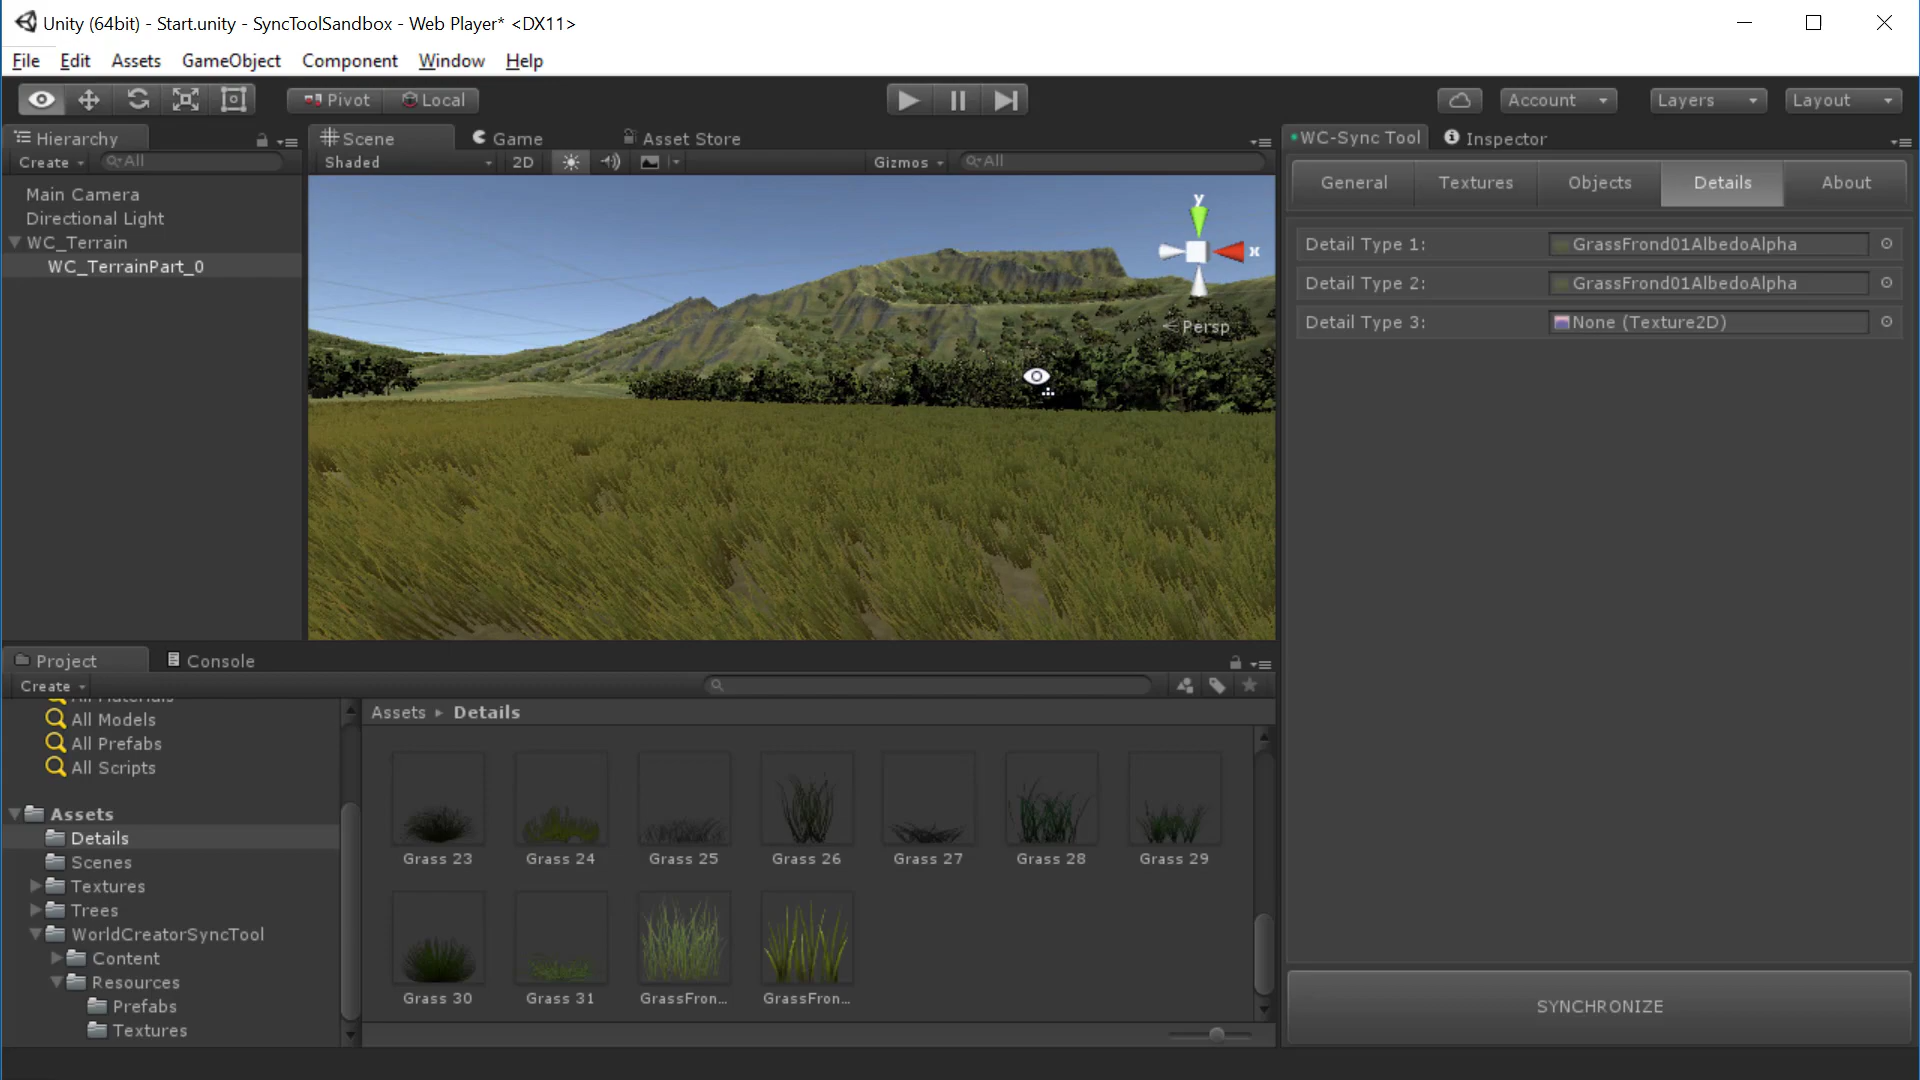 Unity (64bit) - Start.unity - SyncToolSandbox - Web Player* <DX11>
File Edit Assets GameObject Component Window Help
Pivot Local Account Layers Layout
Hierarchy
Create All
Main Camera
Directional Light
WC_Terrain
WC_TerrainPart_0
Scene Game Asset Store
Shaded 2D Gizmos All
y
x
Persp
WC-Sync Tool Inspector
General Textures Objects Details About
Detail Type 1: GrassFrond01AlbedoAlpha
Detail Type 2: GrassFrond01AlbedoAlpha
Detail Type 3: None (Texture2D)
SYNCHRONIZE
Project Console
Create
All Materials
All Models
All Prefabs
All Scripts
Assets
Details
Scenes
Textures
Trees
WorldCreatorSyncTool
Content
Resources
Prefabs
Textures
Assets Details
Grass 23 Grass 24 Grass 25 Grass 26 Grass 27 Grass 28 Grass 29
Grass 30 Grass 31 GrassFron... GrassFron...